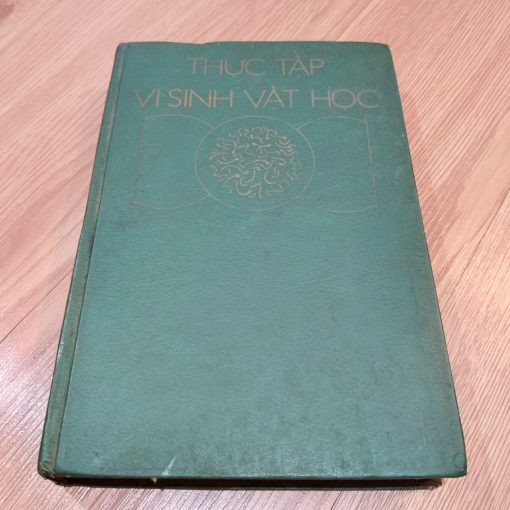 THỰC TẬP
VI SINH VẬT HỌC